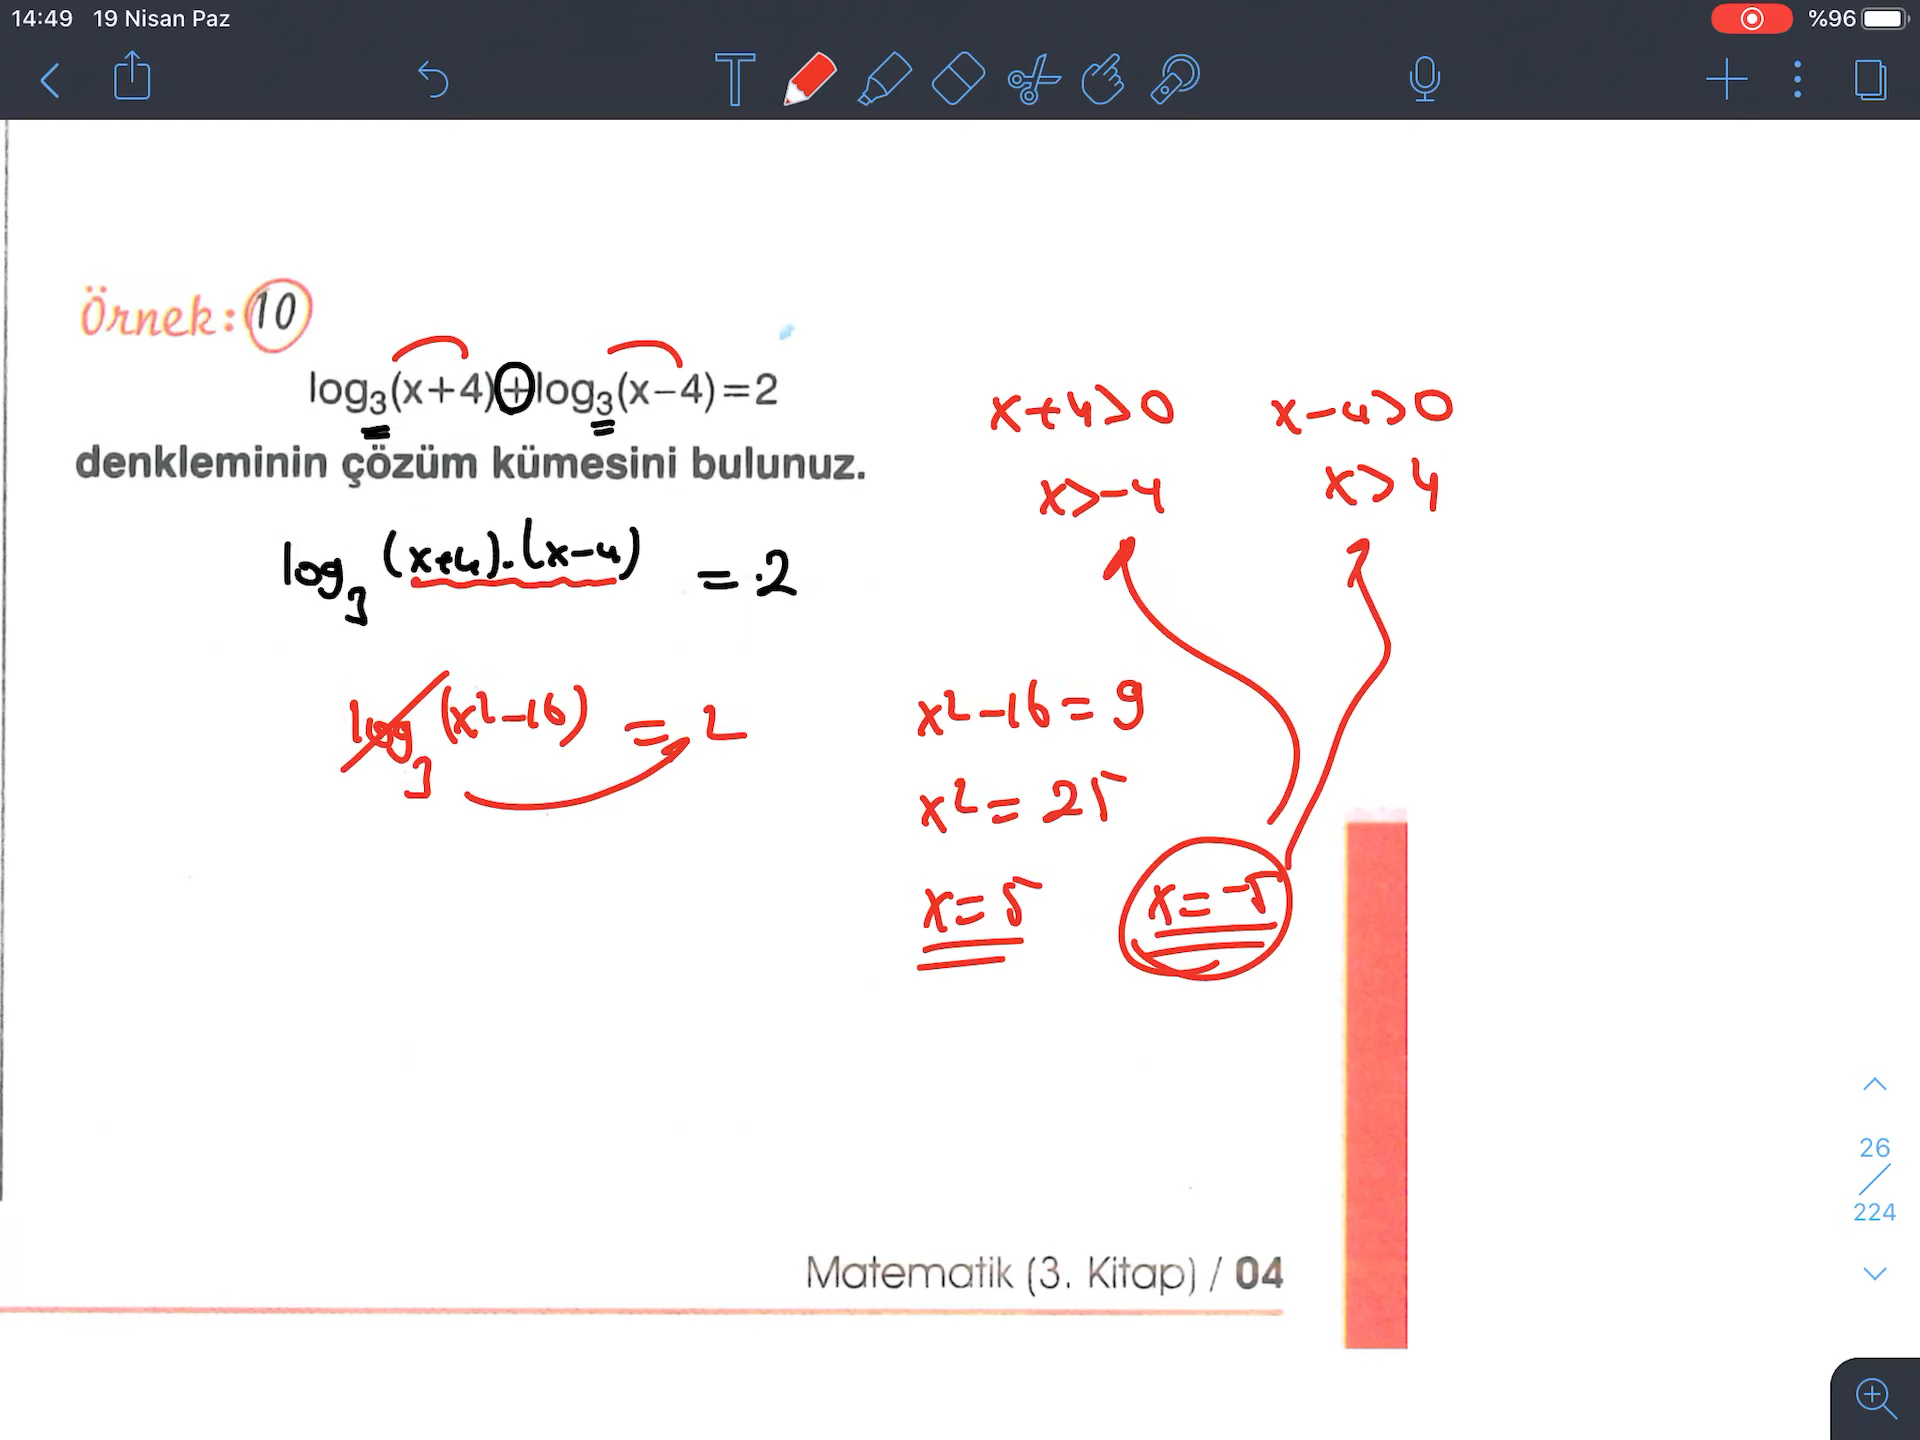 14:49 19 Nisan Paz %96
Örnek: 10
log₃(x+4)+log₃(x−4)=2
denkleminin çözüm kümesini bulunuz.
log₃ (x+4).(x-4) = 2
log₃ (x²-16) = 2
x+4>0 x-4>0
x>-4 x>4
x²-16=9
x²=25
x=5 x=-5
26
/
224
Matematik (3. Kitap) / 04